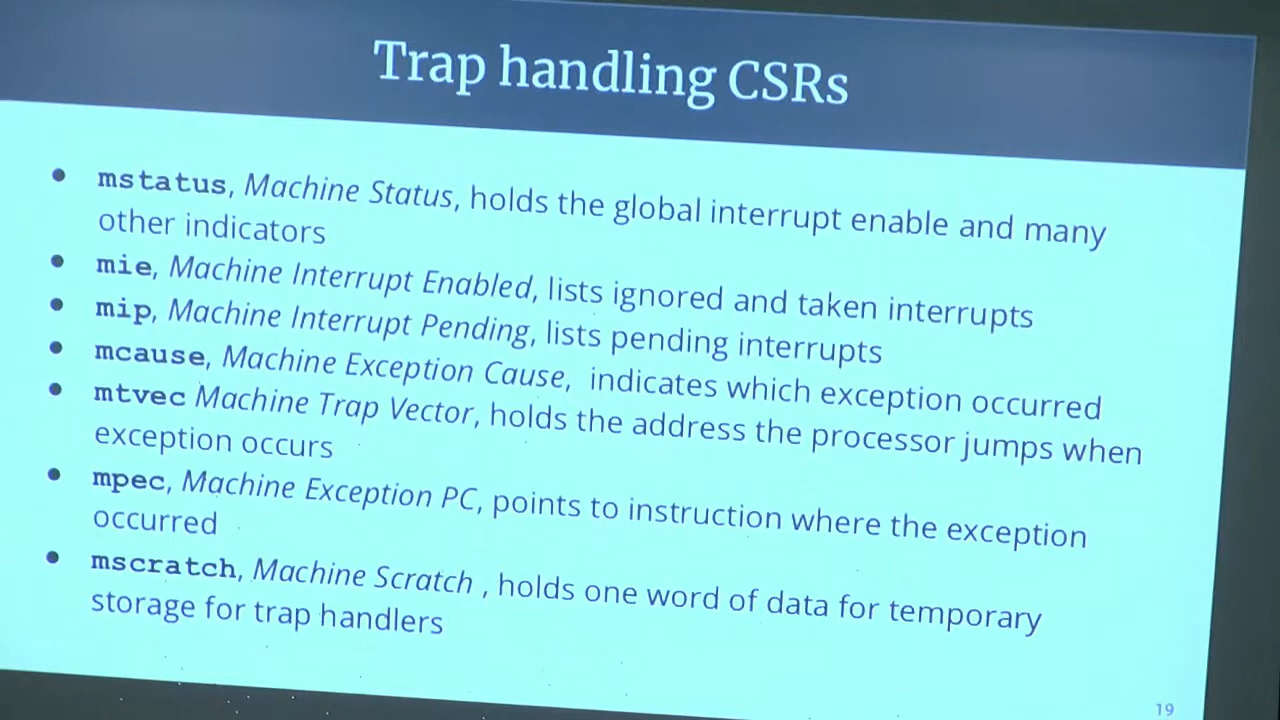 Trap handling CSRs
● mstatus, Machine Status, holds the global interrupt enable and many
other indicators
● mie, Machine Interrupt Enabled, lists ignored and taken interrupts
● mip, Machine Interrupt Pending, lists pending interrupts
● mcause, Machine Exception Cause, indicates which exception occurred
● mtvec Machine Trap Vector, holds the address the processor jumps when
exception occurs
● mpec, Machine Exception PC, points to instruction where the exception
occurred
● mscratch, Machine Scratch , holds one word of data for temporary
storage for trap handlers
19